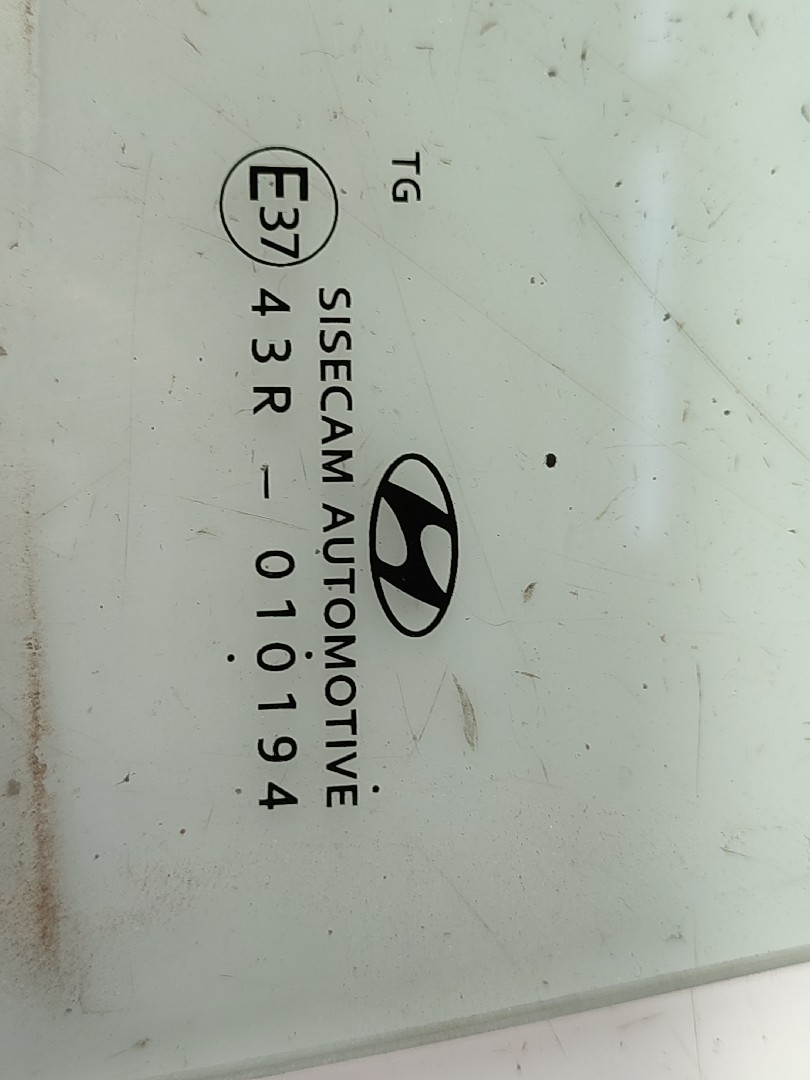 TG
SISECAM AUTOMOTIVE
E37 43R - 010194